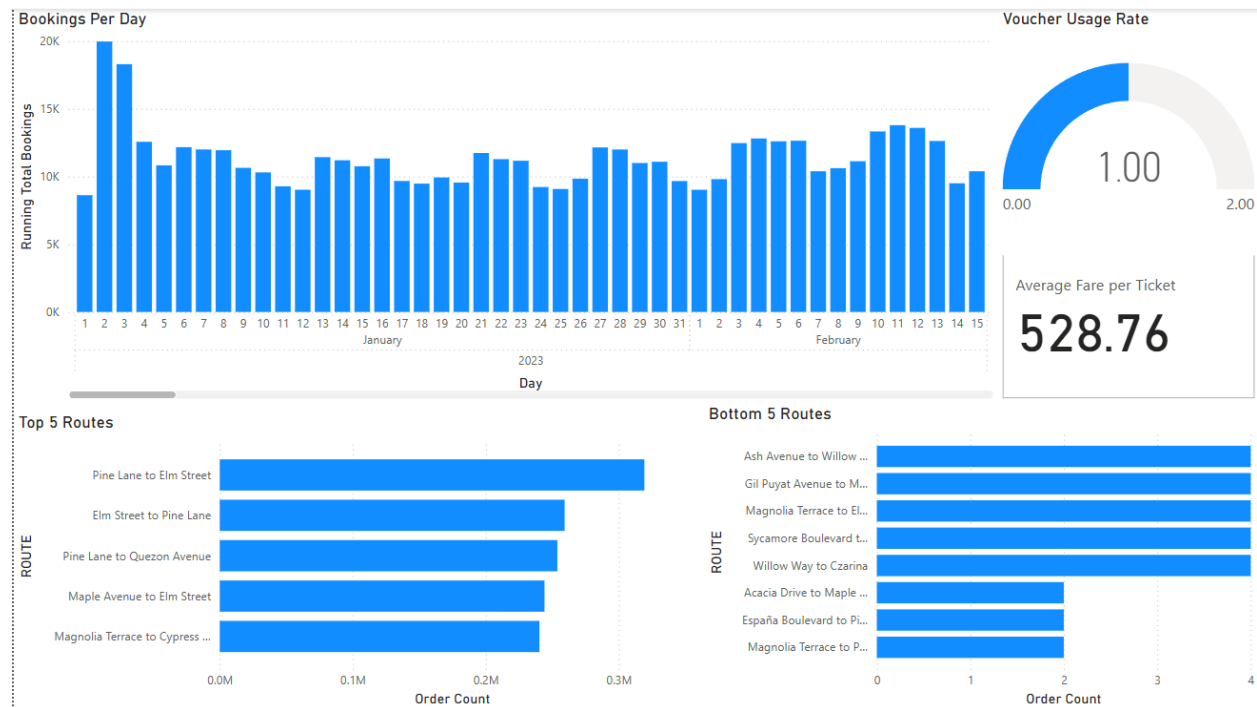 Bookings Per Day
Running Total Bookings
20K
15K
10K
5K
0K
1 2 3 4 5 6 7 8 9 10 11 12 13 14 15 16 17 18 19 20 21 22 23 24 25 26 27 28 29 30 31 1 2 3 4 5 6 7 8 9 10 11 12 13 14 15
January February
2023
Day
Voucher Usage Rate
1.00
0.00 2.00
Average Fare per Ticket
528.76
Top 5 Routes
ROUTE
Pine Lane to Elm Street
Elm Street to Pine Lane
Pine Lane to Quezon Avenue
Maple Avenue to Elm Street
Magnolia Terrace to Cypress ...
0.0M 0.1M 0.2M 0.3M
Order Count
Bottom 5 Routes
ROUTE
Ash Avenue to Willow ...
Gil Puyat Avenue to M...
Magnolia Terrace to El...
Sycamore Boulevard t...
Willow Way to Czarina
Acacia Drive to Maple ...
España Boulevard to Pi...
Magnolia Terrace to P...
0 1 2 3 4
Order Count